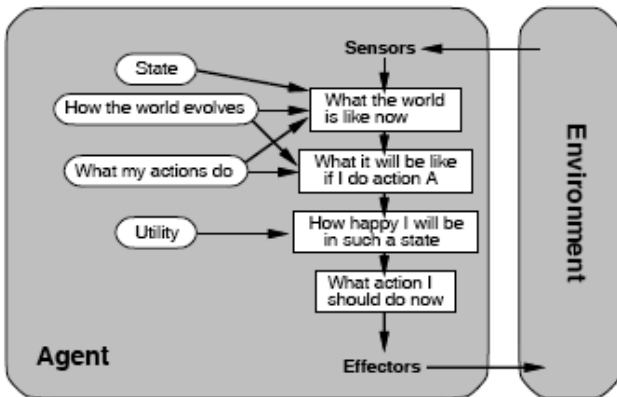 Sensors
State
What the world
is like now
How the world evolves
What my actions do
What it will be like
if I do action A
Utility
How happy I will be
in such a state
What action I
should do now
Agent
Effectors
Environment